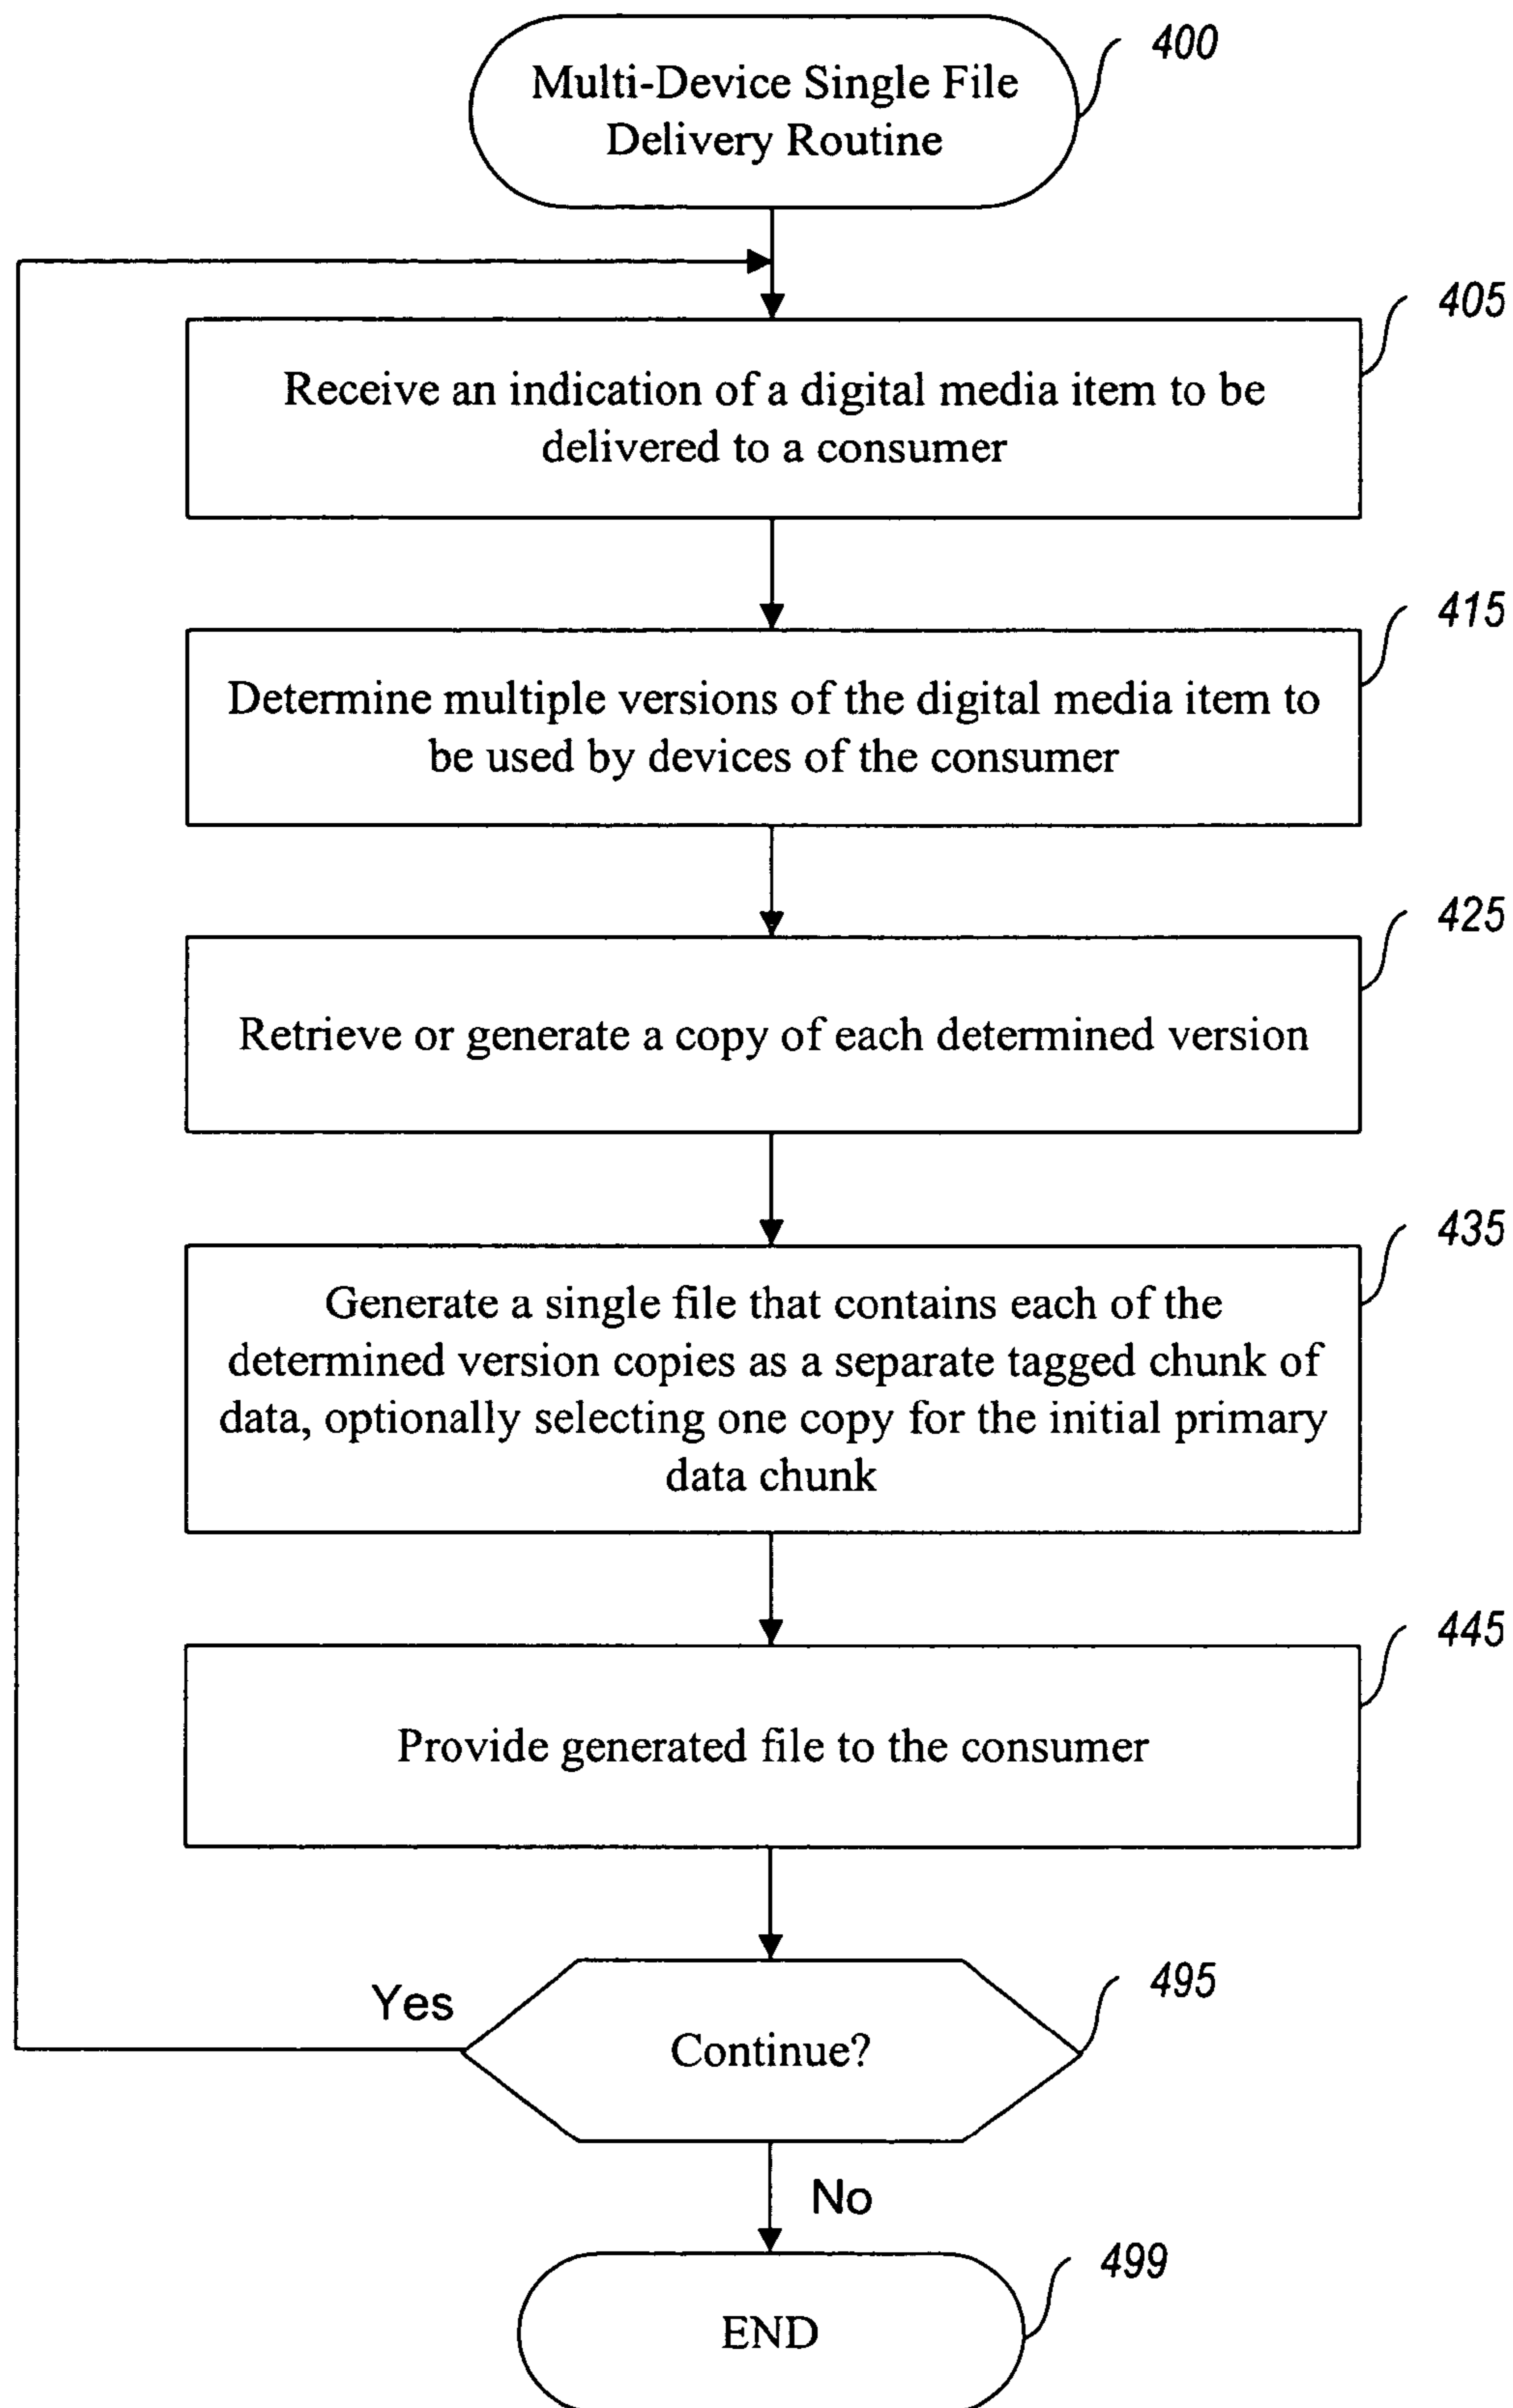 Multi-Device Single File
Delivery Routine
400
405
Receive an indication of a digital media item to be
delivered to a consumer
415
Determine multiple versions of the digital media item to
be used by devices of the consumer
425
Retrieve or generate a copy of each determined version
435
Generate a single file that contains each of the
determined version copies as a separate tagged chunk of
data, optionally selecting one copy for the initial primary
data chunk
445
Provide generated file to the consumer
495
Yes
Continue?
No
499
END